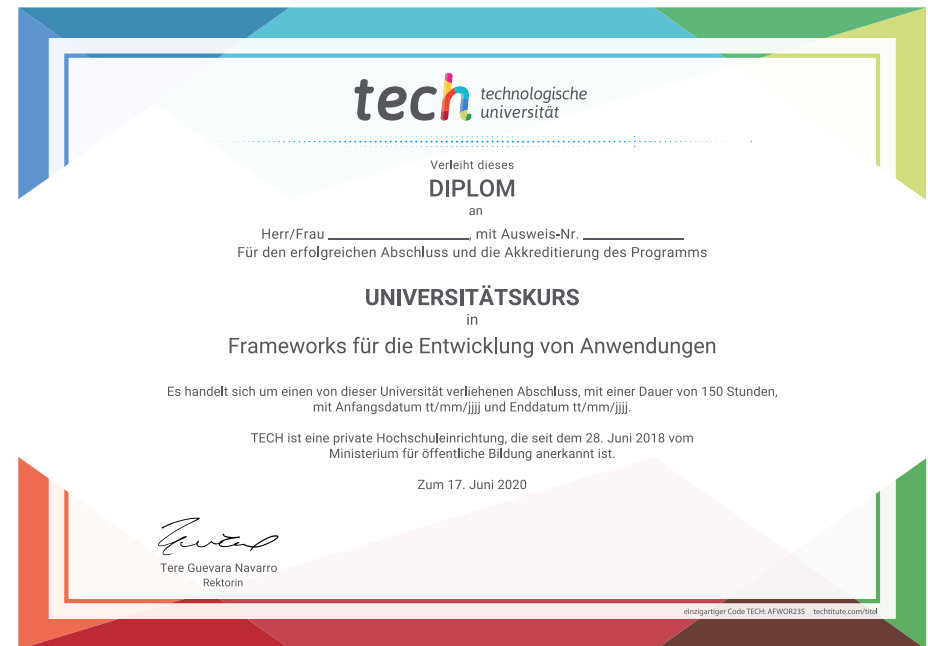 tech technologische
universität
Verleiht dieses
DIPLOM
an
Herr/Frau ____________________, mit Ausweis-Nr. ______________
Für den erfolgreichen Abschluss und die Akkreditierung des Programms
UNIVERSITÄTSKURS
in
Frameworks für die Entwicklung von Anwendungen
Es handelt sich um einen von dieser Universität verliehenen Abschluss, mit einer Dauer von 150 Stunden,
mit Anfangsdatum tt/mm/jjjj und Enddatum tt/mm/jjjj.
TECH ist eine private Hochschuleinrichtung, die seit dem 28. Juni 2018 vom
Ministerium für öffentliche Bildung anerkannt ist.
Zum 17. Juni 2020
Tere Guevara Navarro
Rektorin
einzigartiger Code TECH: AFWOR23S techtitute.com/titel